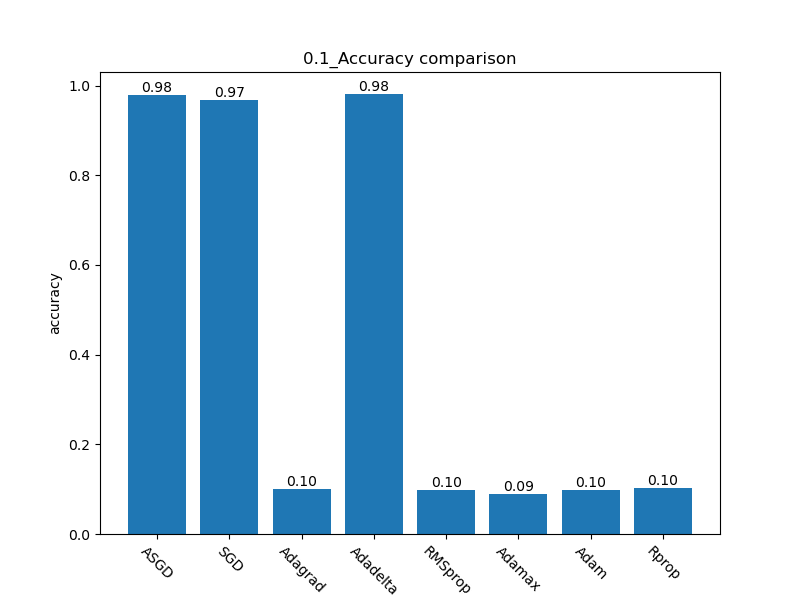 0.1_Accuracy comparison
1.0
0.8
0.6
0.4
0.2
0.0
accuracy
0.98
0.97
0.10
0.98
0.10
0.09
0.10
0.10
ASGD
SGD
Adagrad
Adadelta
RMSprop
Adamax
Adam
Rprop